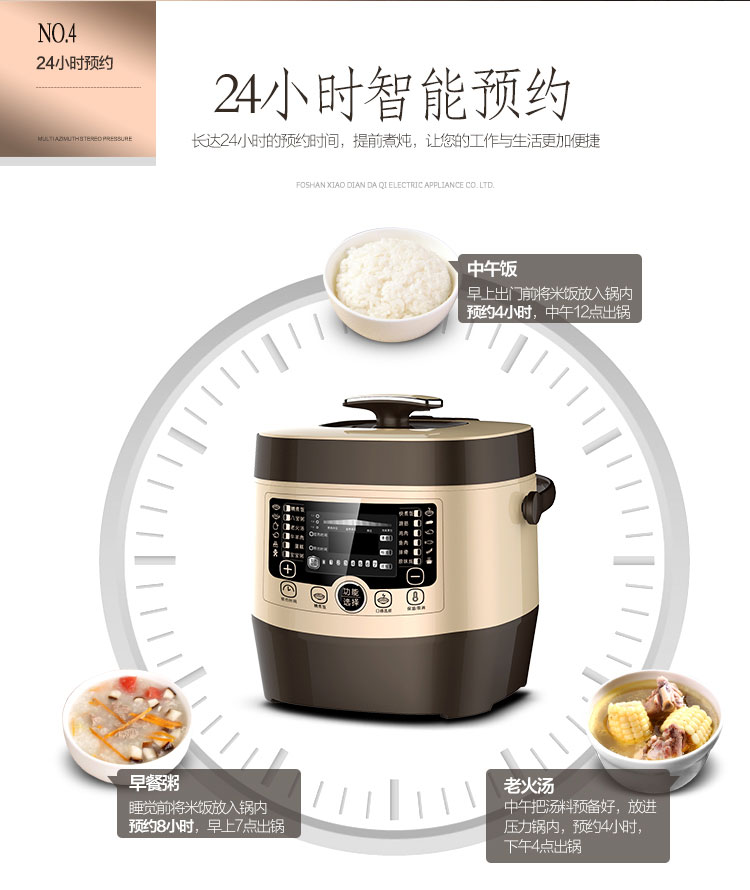 NO.4
24小时预约
MULTI AZIMUTH STEREO PRESSURE
24小时智能预约
长达24小时的预约时间，提前煮炖，让您的工作与生活更加便捷
FOSHAN XIAO DIAN DA QI ELECTRIC APPLIANCE CO. LTD.
中午饭
早上出门前将米饭放入锅内
预约4小时，中午12点出锅
功能
选择
早餐粥
睡觉前将米饭放入锅内
预约8小时，早上7点出锅
老火汤
中午把汤料预备好，放进
压力锅内，预约4小时，
下午4点出锅